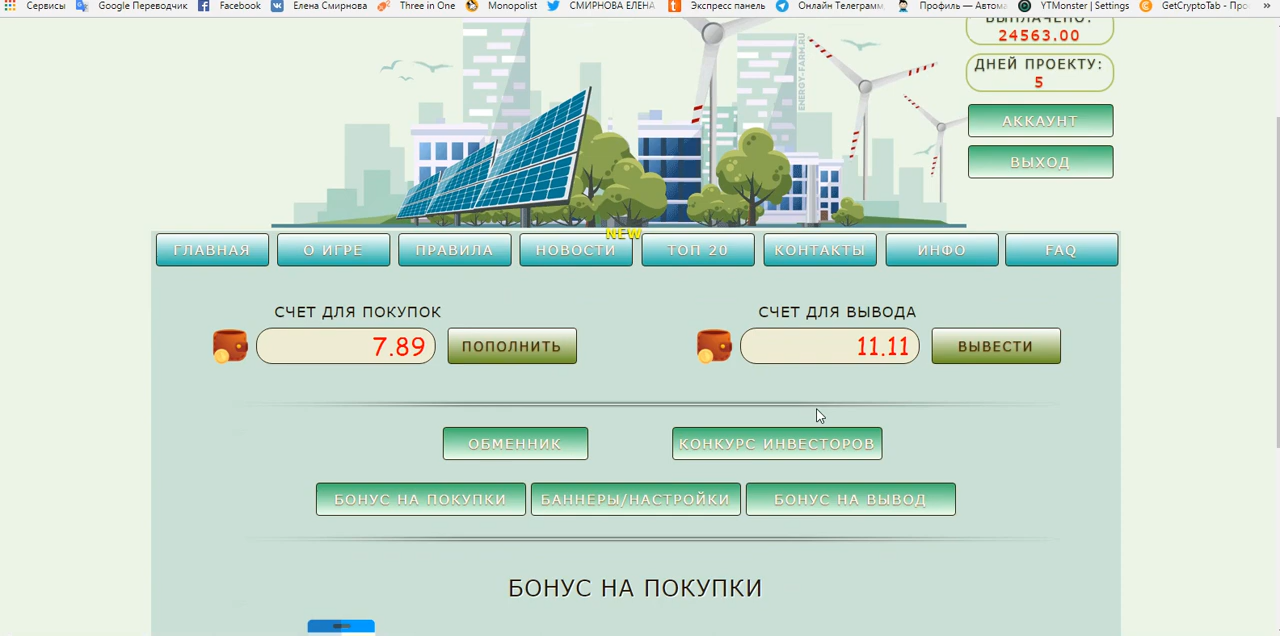 Сервисы Google Переводчик Facebook Елена Смирнова Three in One Monopolist СМИРНОВА ЕЛЕНА Экспресс панель Онлайн Телеграмм Профиль — Автома YTMonster | Settings GetCryptoTab - Про »
ВЫПЛАЧЕНО:
24563.00
ДНЕЙ ПРОЕКТУ:
5
ENERGY-FARM.RU
АККАУНТ
ВЫХОД
NEW
ГЛАВНАЯ О ИГРЕ ПРАВИЛА НОВОСТИ ТОП 20 КОНТАКТЫ ИНФО FAQ
СЧЕТ ДЛЯ ПОКУПОК
7.89 ПОПОЛНИТЬ
СЧЕТ ДЛЯ ВЫВОДА
11.11 ВЫВЕСТИ
ОБМЕННИК КОНКУРС ИНВЕСТОРОВ
БОНУС НА ПОКУПКИ БАННЕРЫ/НАСТРОЙКИ БОНУС НА ВЫВОД
БОНУС НА ПОКУПКИ